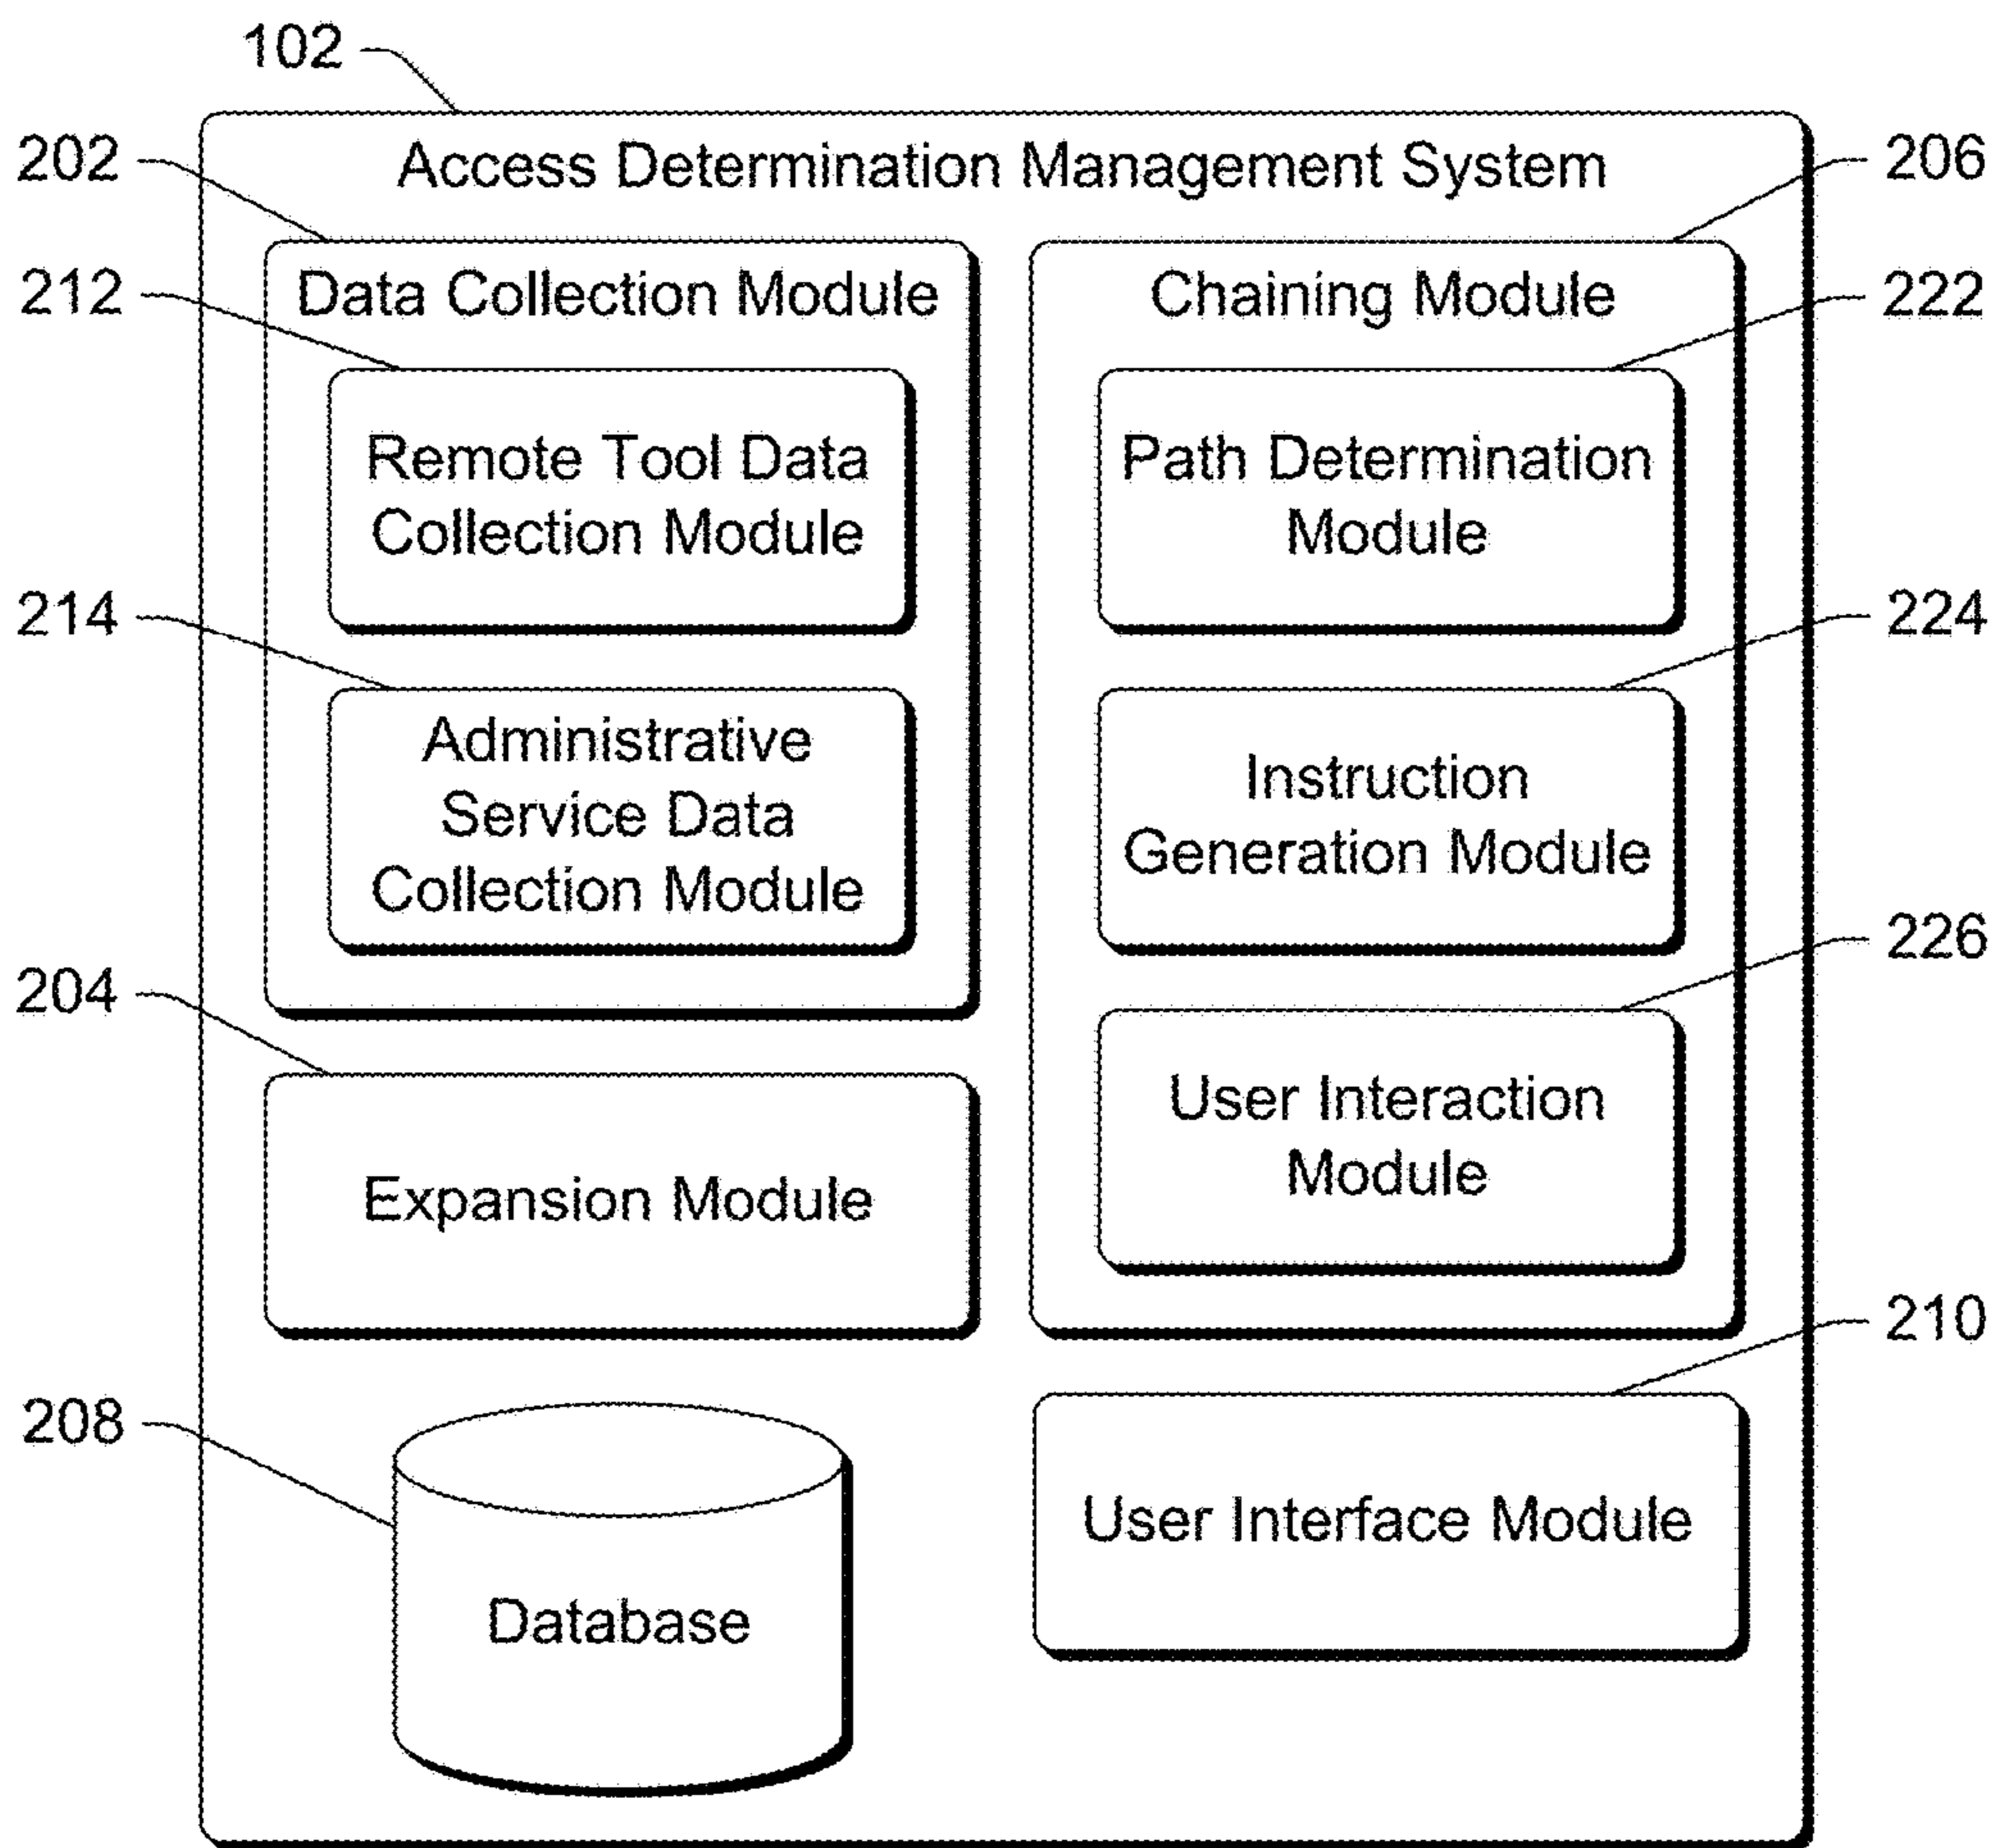 102
202
Access Determination Management System
206
212
Data Collection Module
Chaining Module
222
Remote Tool Data
Collection Module
Path Determination
Module
214
224
Administrative
Service Data
Collection Module
Instruction
Generation Module
226
204
User Interaction
Module
Expansion Module
210
208
User Interface Module
Database